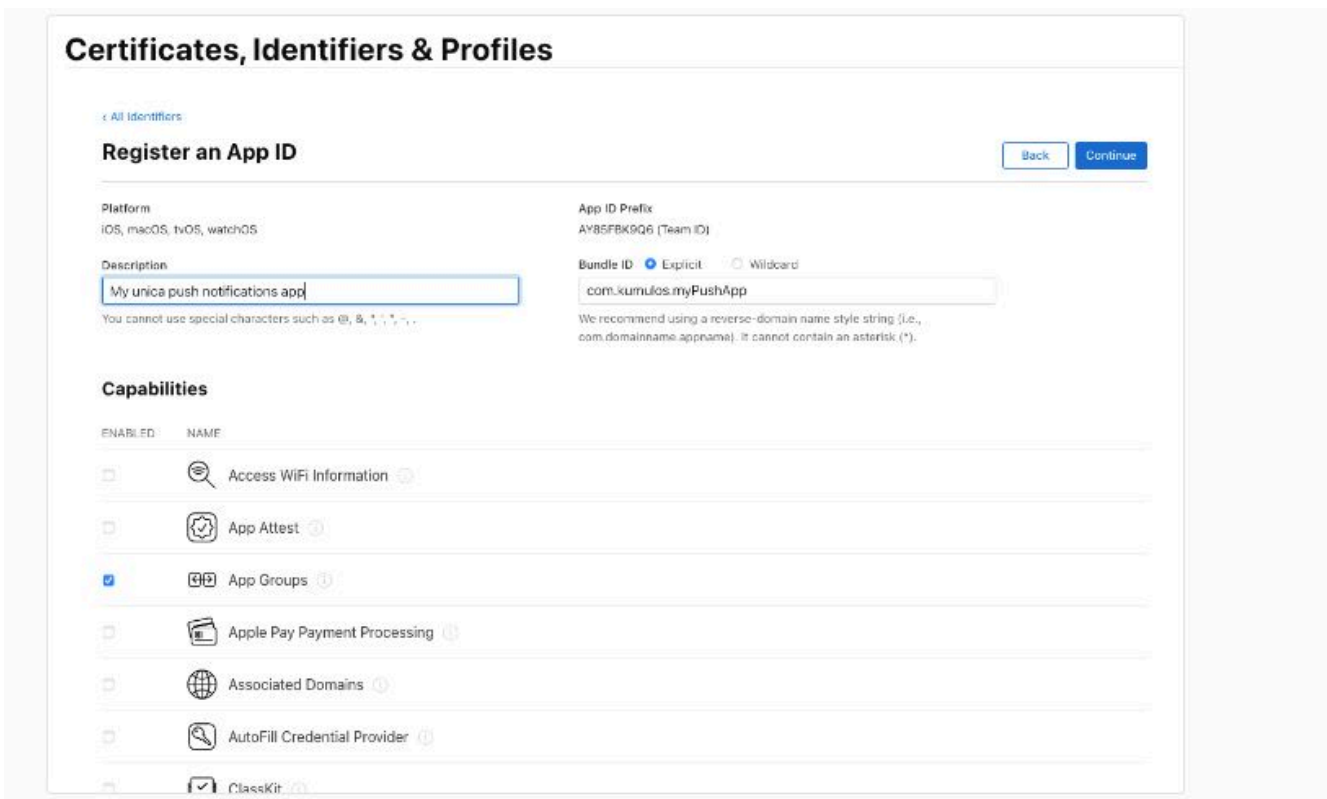 Certificates, Identifiers & Profiles
‹ All Identifiers
Register an App ID
Back
Continue
Platform
iOS, macOS, tvOS, watchOS
App ID Prefix
AY85FBK9Q6 (Team ID)
Description
My unica push notifications app
You cannot use special characters such as @, &, *, ', ", -, .
Bundle ID Explicit Wildcard
com.kumulos.myPushApp
We recommend using a reverse-domain name style string (i.e.,
com.domainname.appname). It cannot contain an asterisk (*).
Capabilities
ENABLED NAME
Access WiFi Information
App Attest
App Groups
Apple Pay Payment Processing
Associated Domains
AutoFill Credential Provider
ClassKit